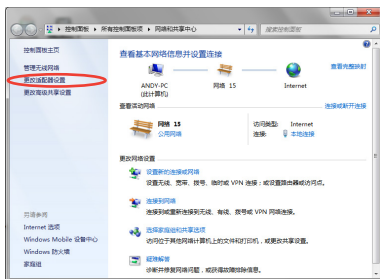 控制面板 ▸ 所有控制面板项 ▸ 网络和共享中心
搜索控制面板
控制面板主页
管理无线网络
更改适配器设置
更改高级共享设置
查看基本网络信息并设置连接
ANDY-PC
(此计算机)
网络 15
Internet
查看完整映射
查看活动网络
连接或断开连接
网络 15
公用网络
访问类型: Internet
连接: 本地连接
更改网络设置
设置新的连接或网络
设置无线、宽带、拨号、临时或 VPN 连接；或设置路由器或访问点。
连接到网络
连接到或重新连接到无线、有线、拨号或 VPN 网络连接。
选择家庭组和共享选项
访问位于其他网络计算机上的文件和打印机，或更改共享设置。
疑难解答
诊断并修复网络问题，或获得故障排除信息。
另请参阅
Internet 选项
Windows Mobile 设备中心
Windows 防火墙
家庭组